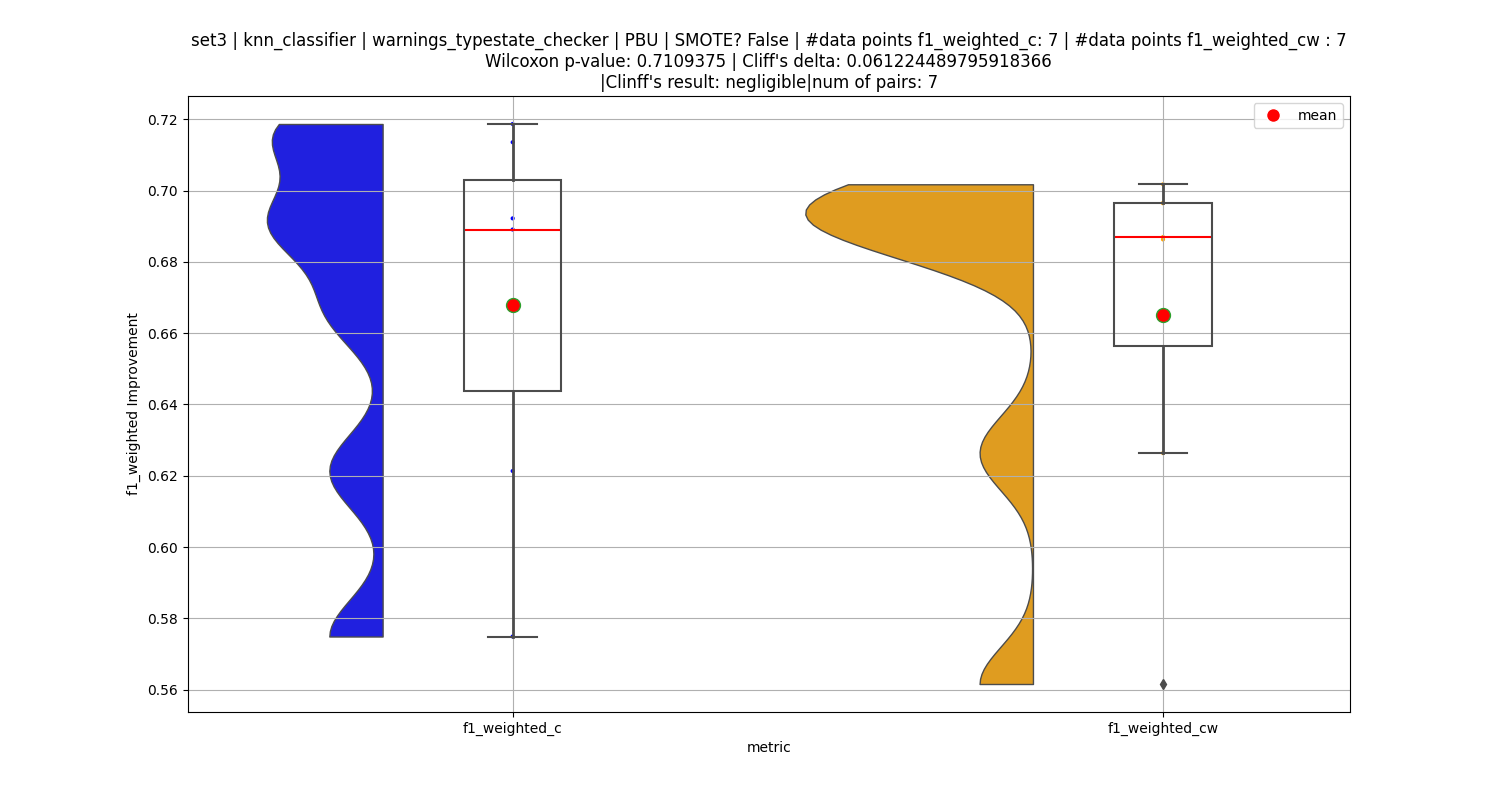 set3 | knn_classifier | warnings_typestate_checker | PBU | SMOTE? False | #data points f1_weighted_c: 7 | #data points f1_weighted_cw : 7
Wilcoxon p-value: 0.7109375 | Cliff's delta: 0.061224489795918366
|Clinff's result: negligible|num of pairs: 7
mean
0.72
0.70
0.68
0.66
0.64
0.62
0.60
0.58
0.56
f1_weighted Improvement
f1_weighted_c
f1_weighted_cw
metric